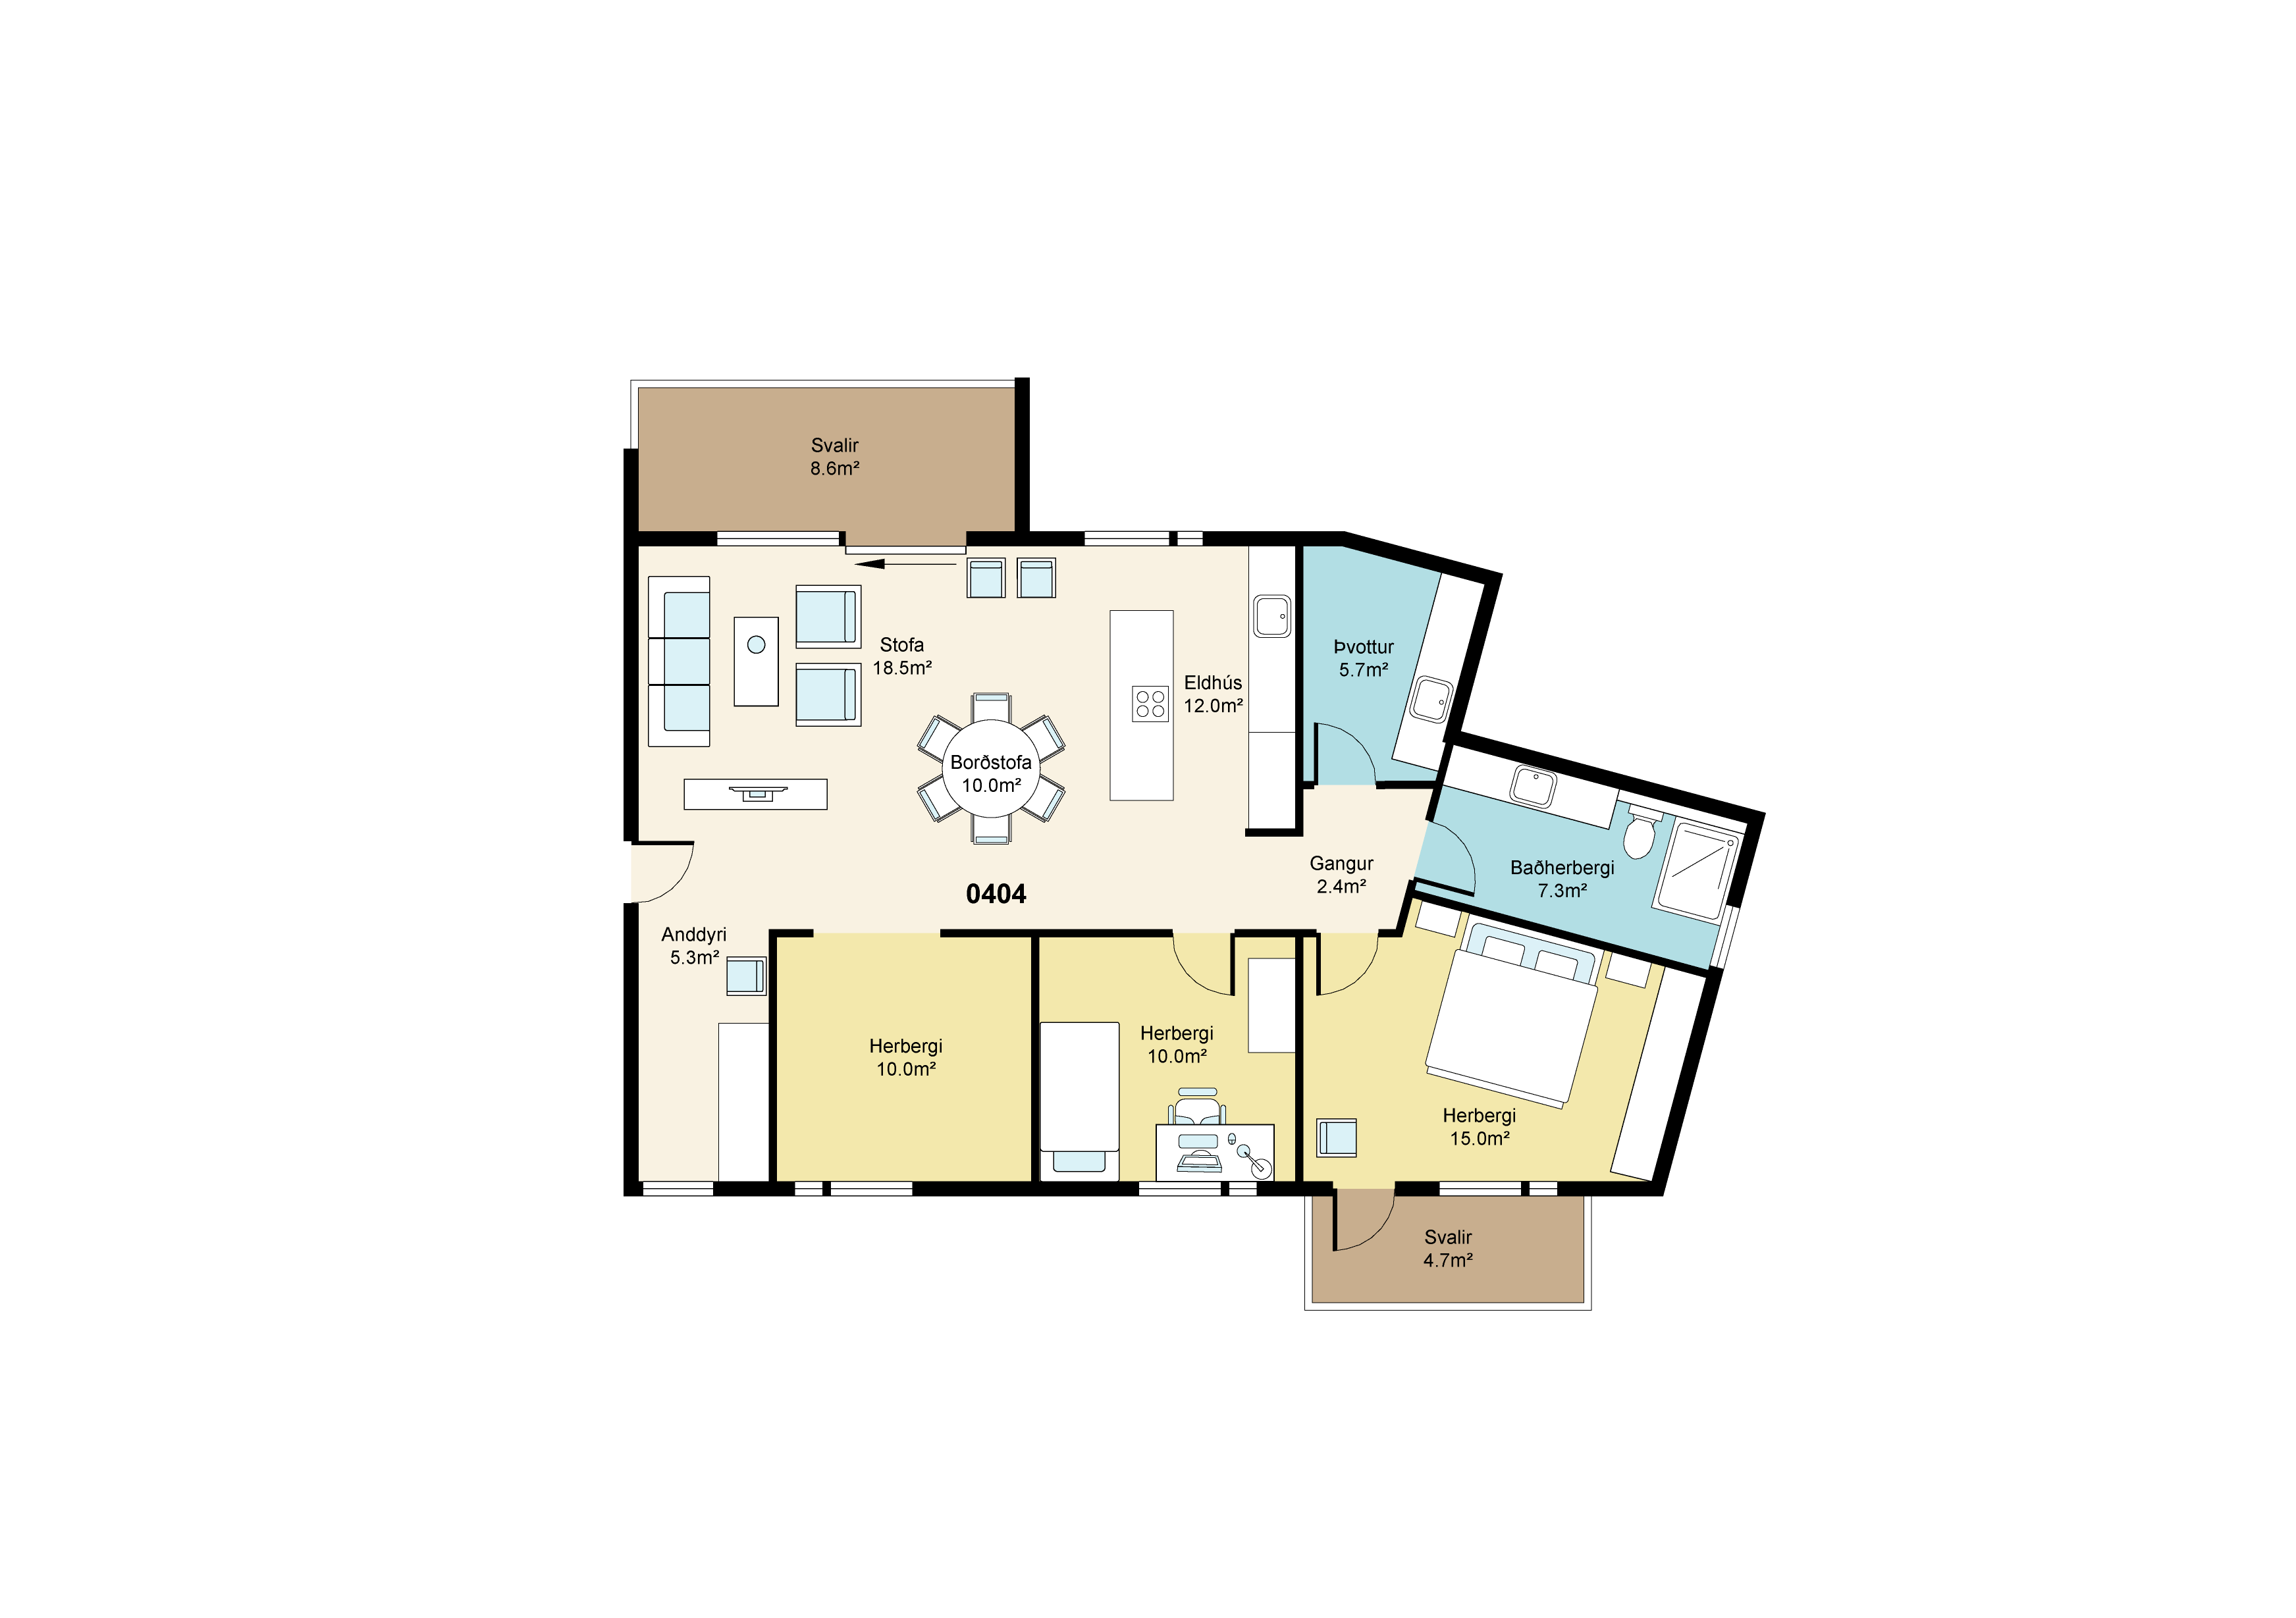 Svalir
8.6m²
Stofa
18.5m²
Eldhús
12.0m²
Þvottur
5.7m²
Borðstofa
10.0m²
Gangur
2.4m²
Baðherbergi
7.3m²
0404
Anddyri
5.3m²
Herbergi
10.0m²
Herbergi
10.0m²
Herbergi
15.0m²
Svalir
4.7m²